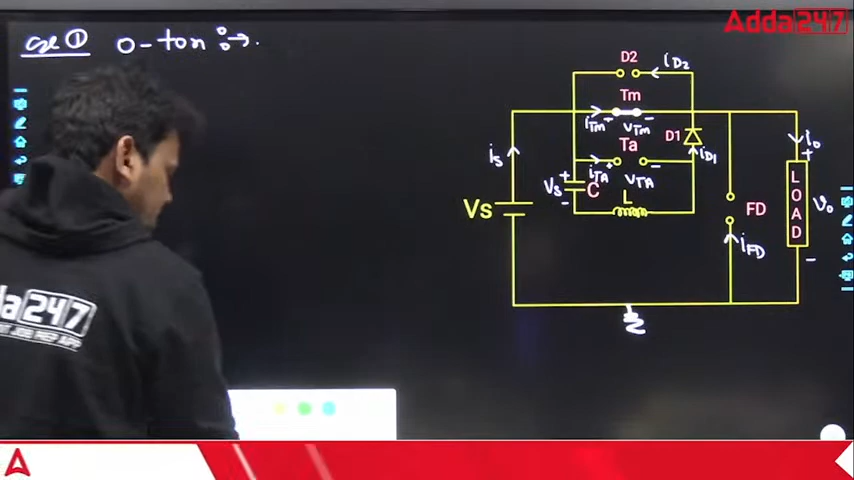 Adda247
Case ① 0-ton :→.
D2
iD2
Tm
iTm + VTm -
D1
iD1
Ta
iTA + VTA -
is
Vs + -
C
L
Vs
FD
iFD
io
+
LOAD
vo
-
da247